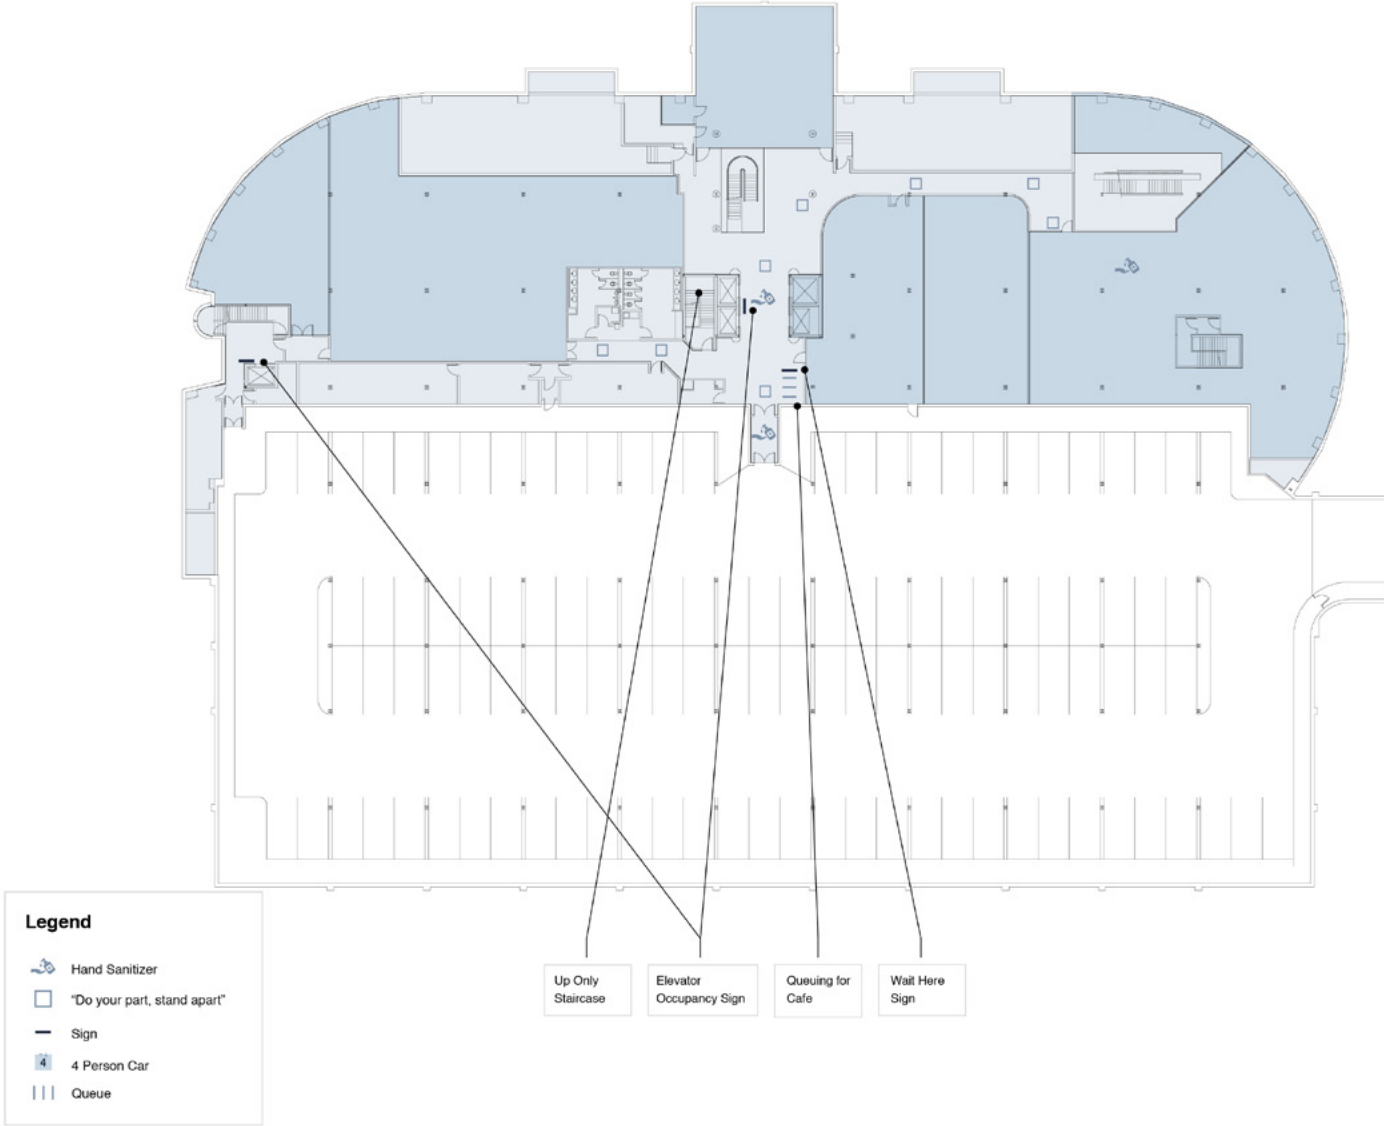 Legend
Hand Sanitizer
"Do your part, stand apart"
Sign
4
4 Person Car
Queue
Up Only
Staircase
Elevator
Occupancy Sign
Queuing for
Cafe
Wait Here
Sign